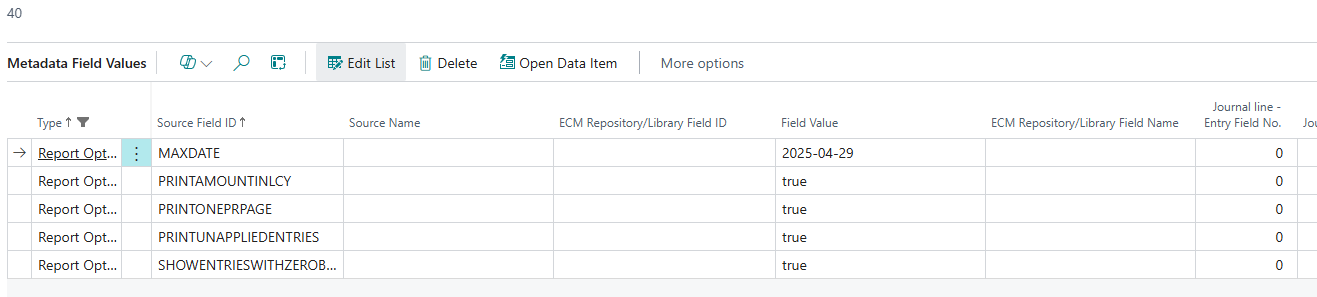 40
Metadata Field Values Edit List Delete Open Data Item More options
Journal line -
Type ↑ Source Field ID ↑ Source Name ECM Repository/Library Field ID Field Value ECM Repository/Library Field Name Entry Field No. Jou
Report Opt... MAXDATE 2025-04-29 0
Report Opt... PRINTAMOUNTINLCY true 0
Report Opt... PRINTONEPRPAGE true 0
Report Opt... PRINTUNAPPLIEDENTRIES true 0
Report Opt... SHOWENTRIESWITHZEROB... true 0